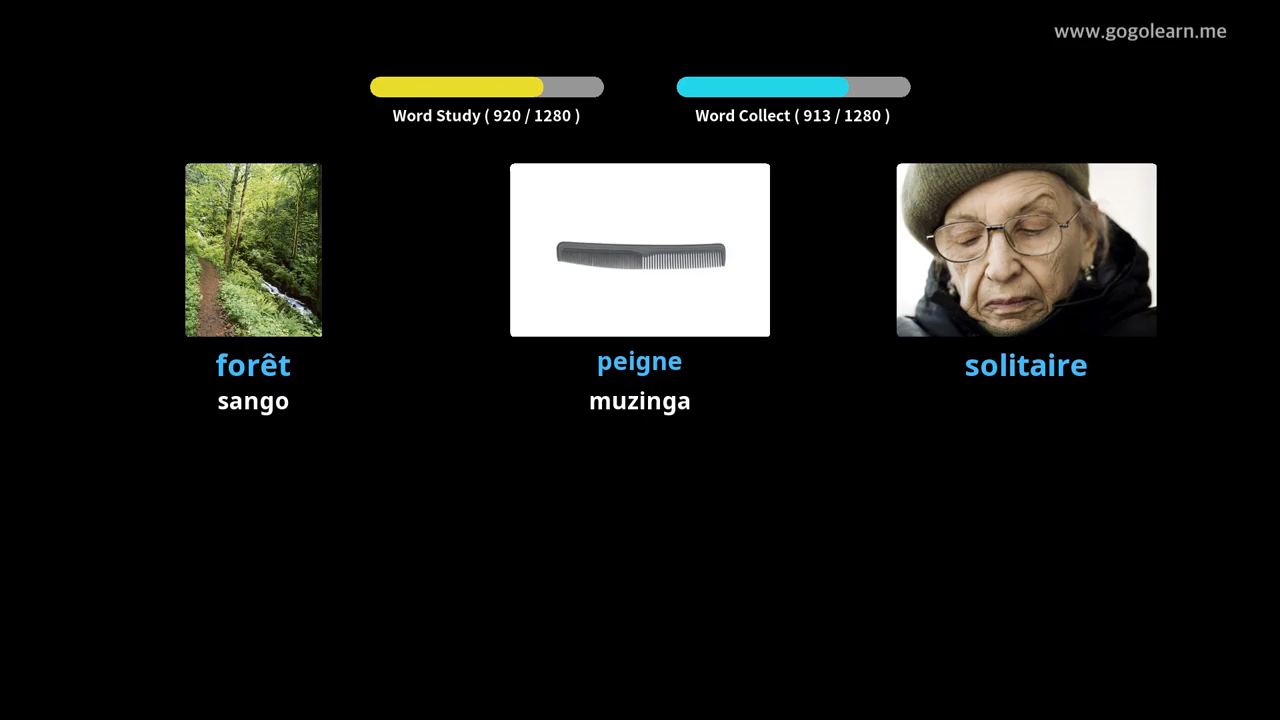 www.gogolearn.me
Word Study ( 920 / 1280 )
Word Collect ( 913 / 1280 )
forêt
sango
peigne
muzinga
solitaire